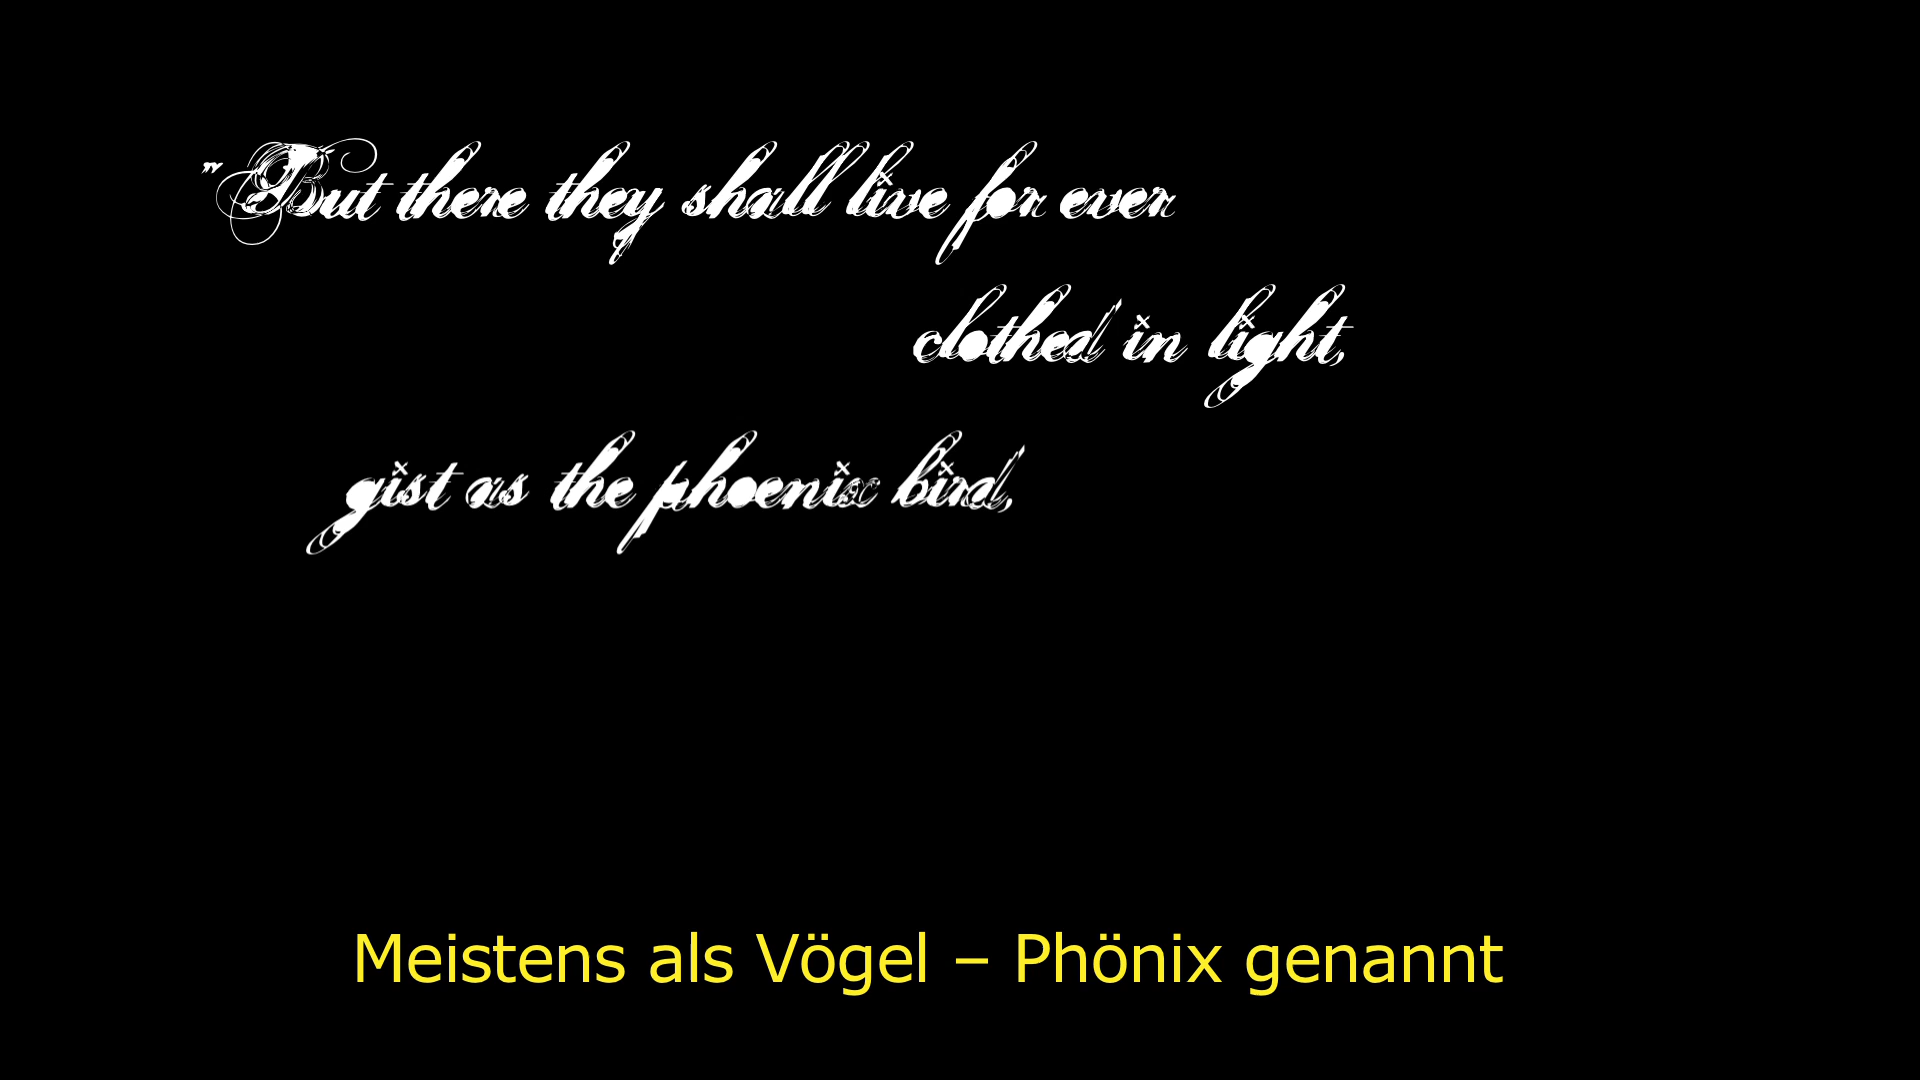 "But there they shall live for ever
clothed in light,
gist as the phoenix bird,
Meistens als Vögel – Phönix genannt